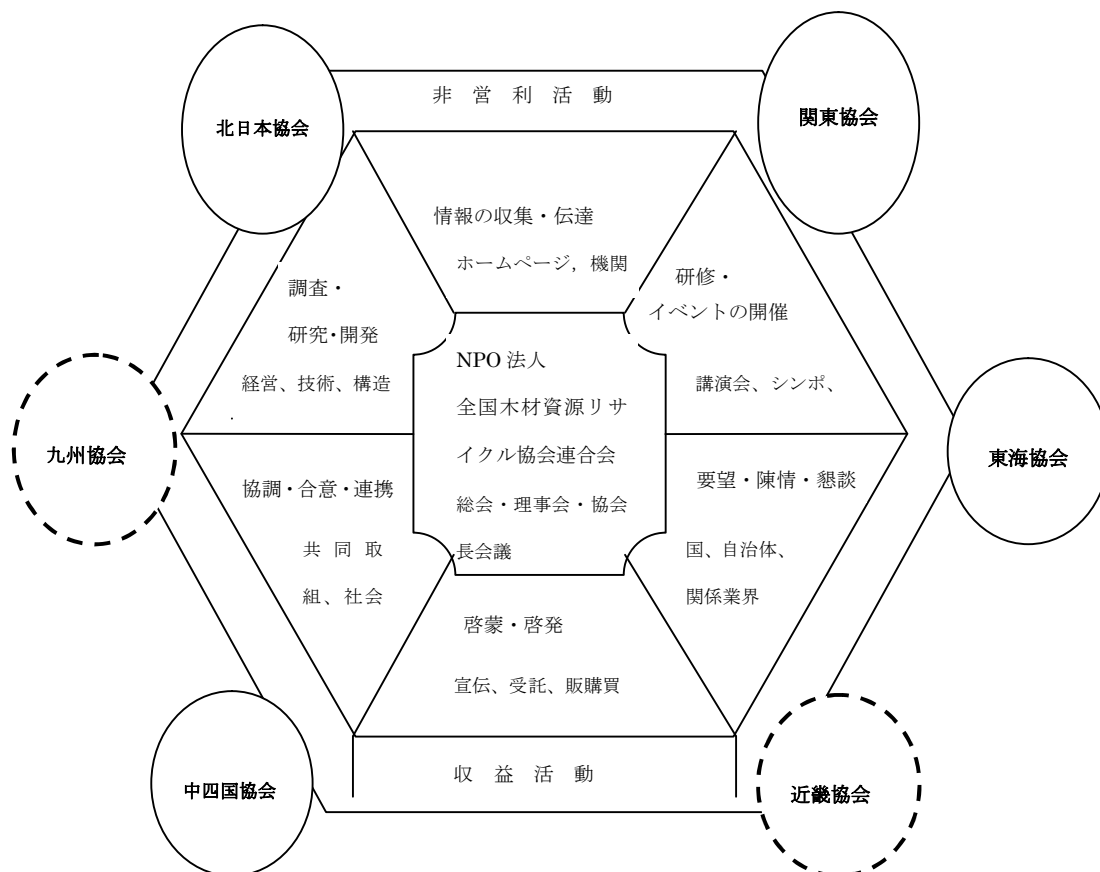 非営利活動
北日本協会
関東協会
情報の収集・伝達
ホームページ，機関
調査・
研究・開発
経営、技術、構造
研修・
イベントの開催
講演会、シンポ、
NPO 法人
全国木材資源リサ
イクル協会連合会
総会・理事会・協会
長会議
九州協会
東海協会
協調・合意・連携
共同取
組、社会
要望・陳情・懇談
国、自治体、
関係業界
啓蒙・啓発
宣伝、受託、販購買
収益活動
中四国協会
近畿協会